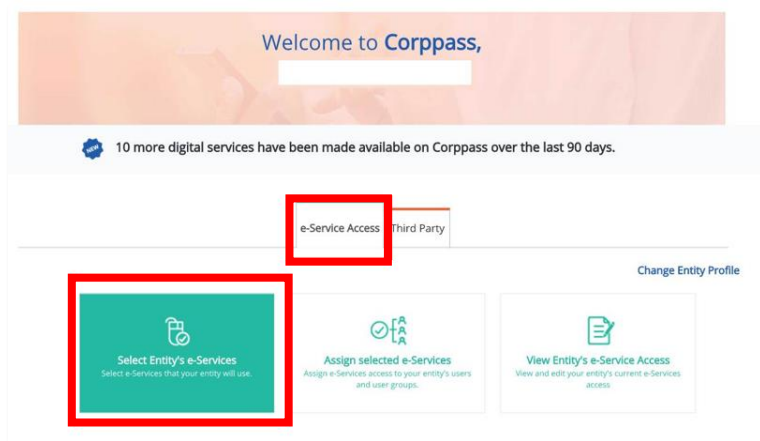 Welcome to Corppass,
NEW
10 more digital services have been made available on Corppass over the last 90 days.
e-Service Access
Third Party
Change Entity Profile
Select Entity's e-Services
Select e-Services that your entity will use.
Assign selected e-Services
Assign e-Services access to your entity's users
and user groups.
View Entity's e-Service Access
View and edit your entity's current e-Services
access